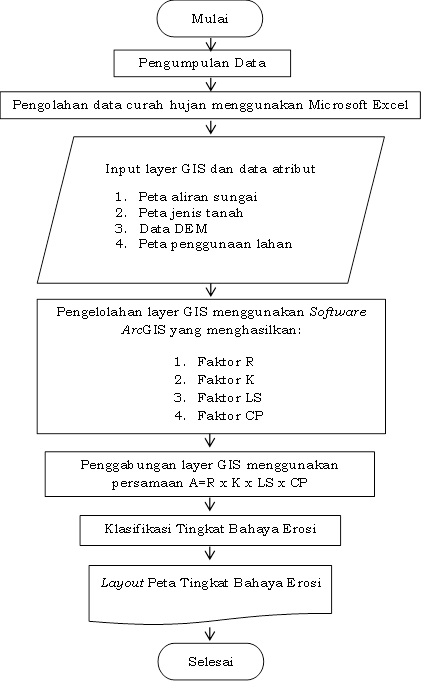 Mulai
Pengumpulan Data
Pengolahan data curah hujan menggunakan Microsoft Excel
Input layer GIS dan data atribut
1. Peta aliran sungai
2. Peta jenis tanah
3. Data DEM
4. Peta penggunaan lahan
Pengelolahan layer GIS menggunakan Software
ArcGIS yang menghasilkan:
1. Faktor R
2. Faktor K
3. Faktor LS
4. Faktor CP
Penggabungan layer GIS menggunakan
persamaan A=R x K x LS x CP
Klasifikasi Tingkat Bahaya Erosi
Layout Peta Tingkat Bahaya Erosi
Selesai